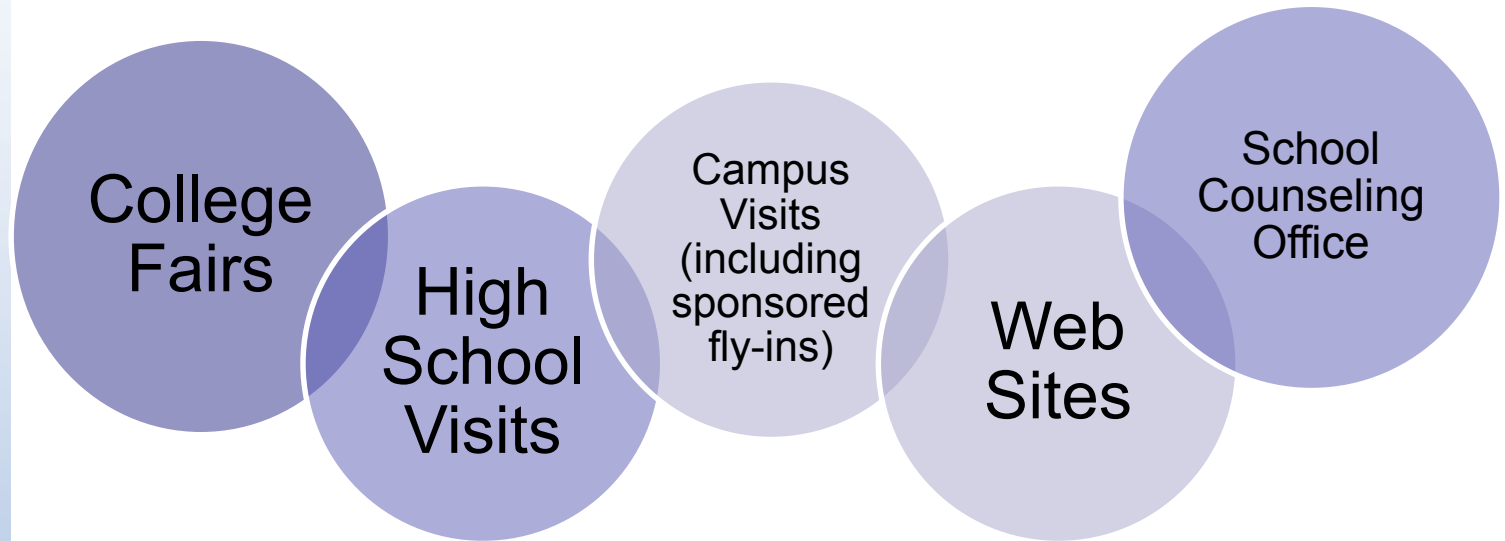 College
Fairs
High
School
Visits
Campus
Visits
(including
sponsored
fly-ins)
Web
Sites
School
Counseling
Office